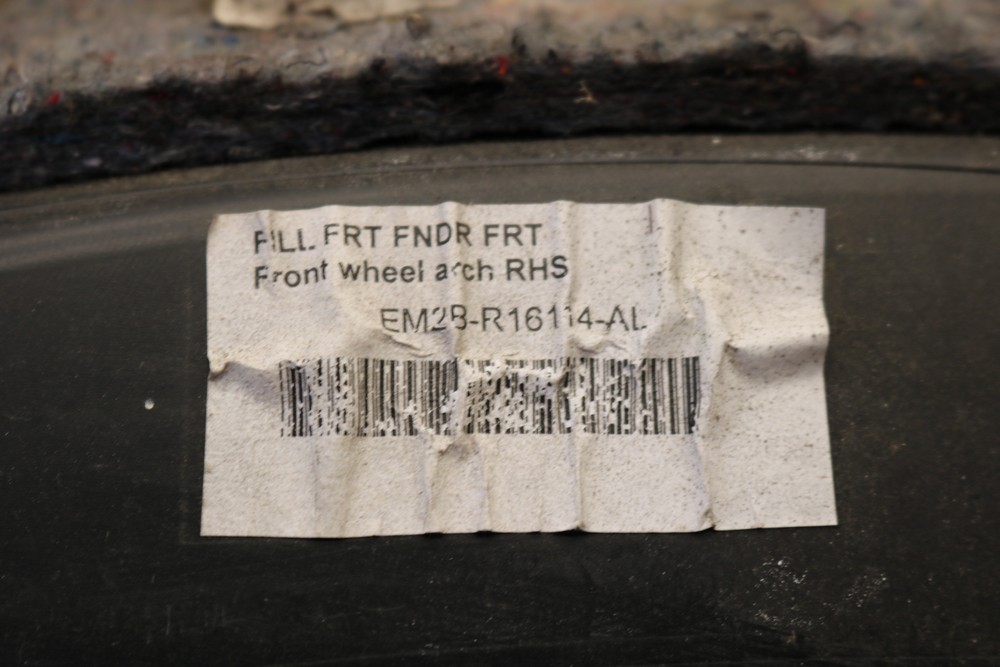 FILL FRT FNDR FRT
Front wheel arch RHS
EM2B-R16114-AL